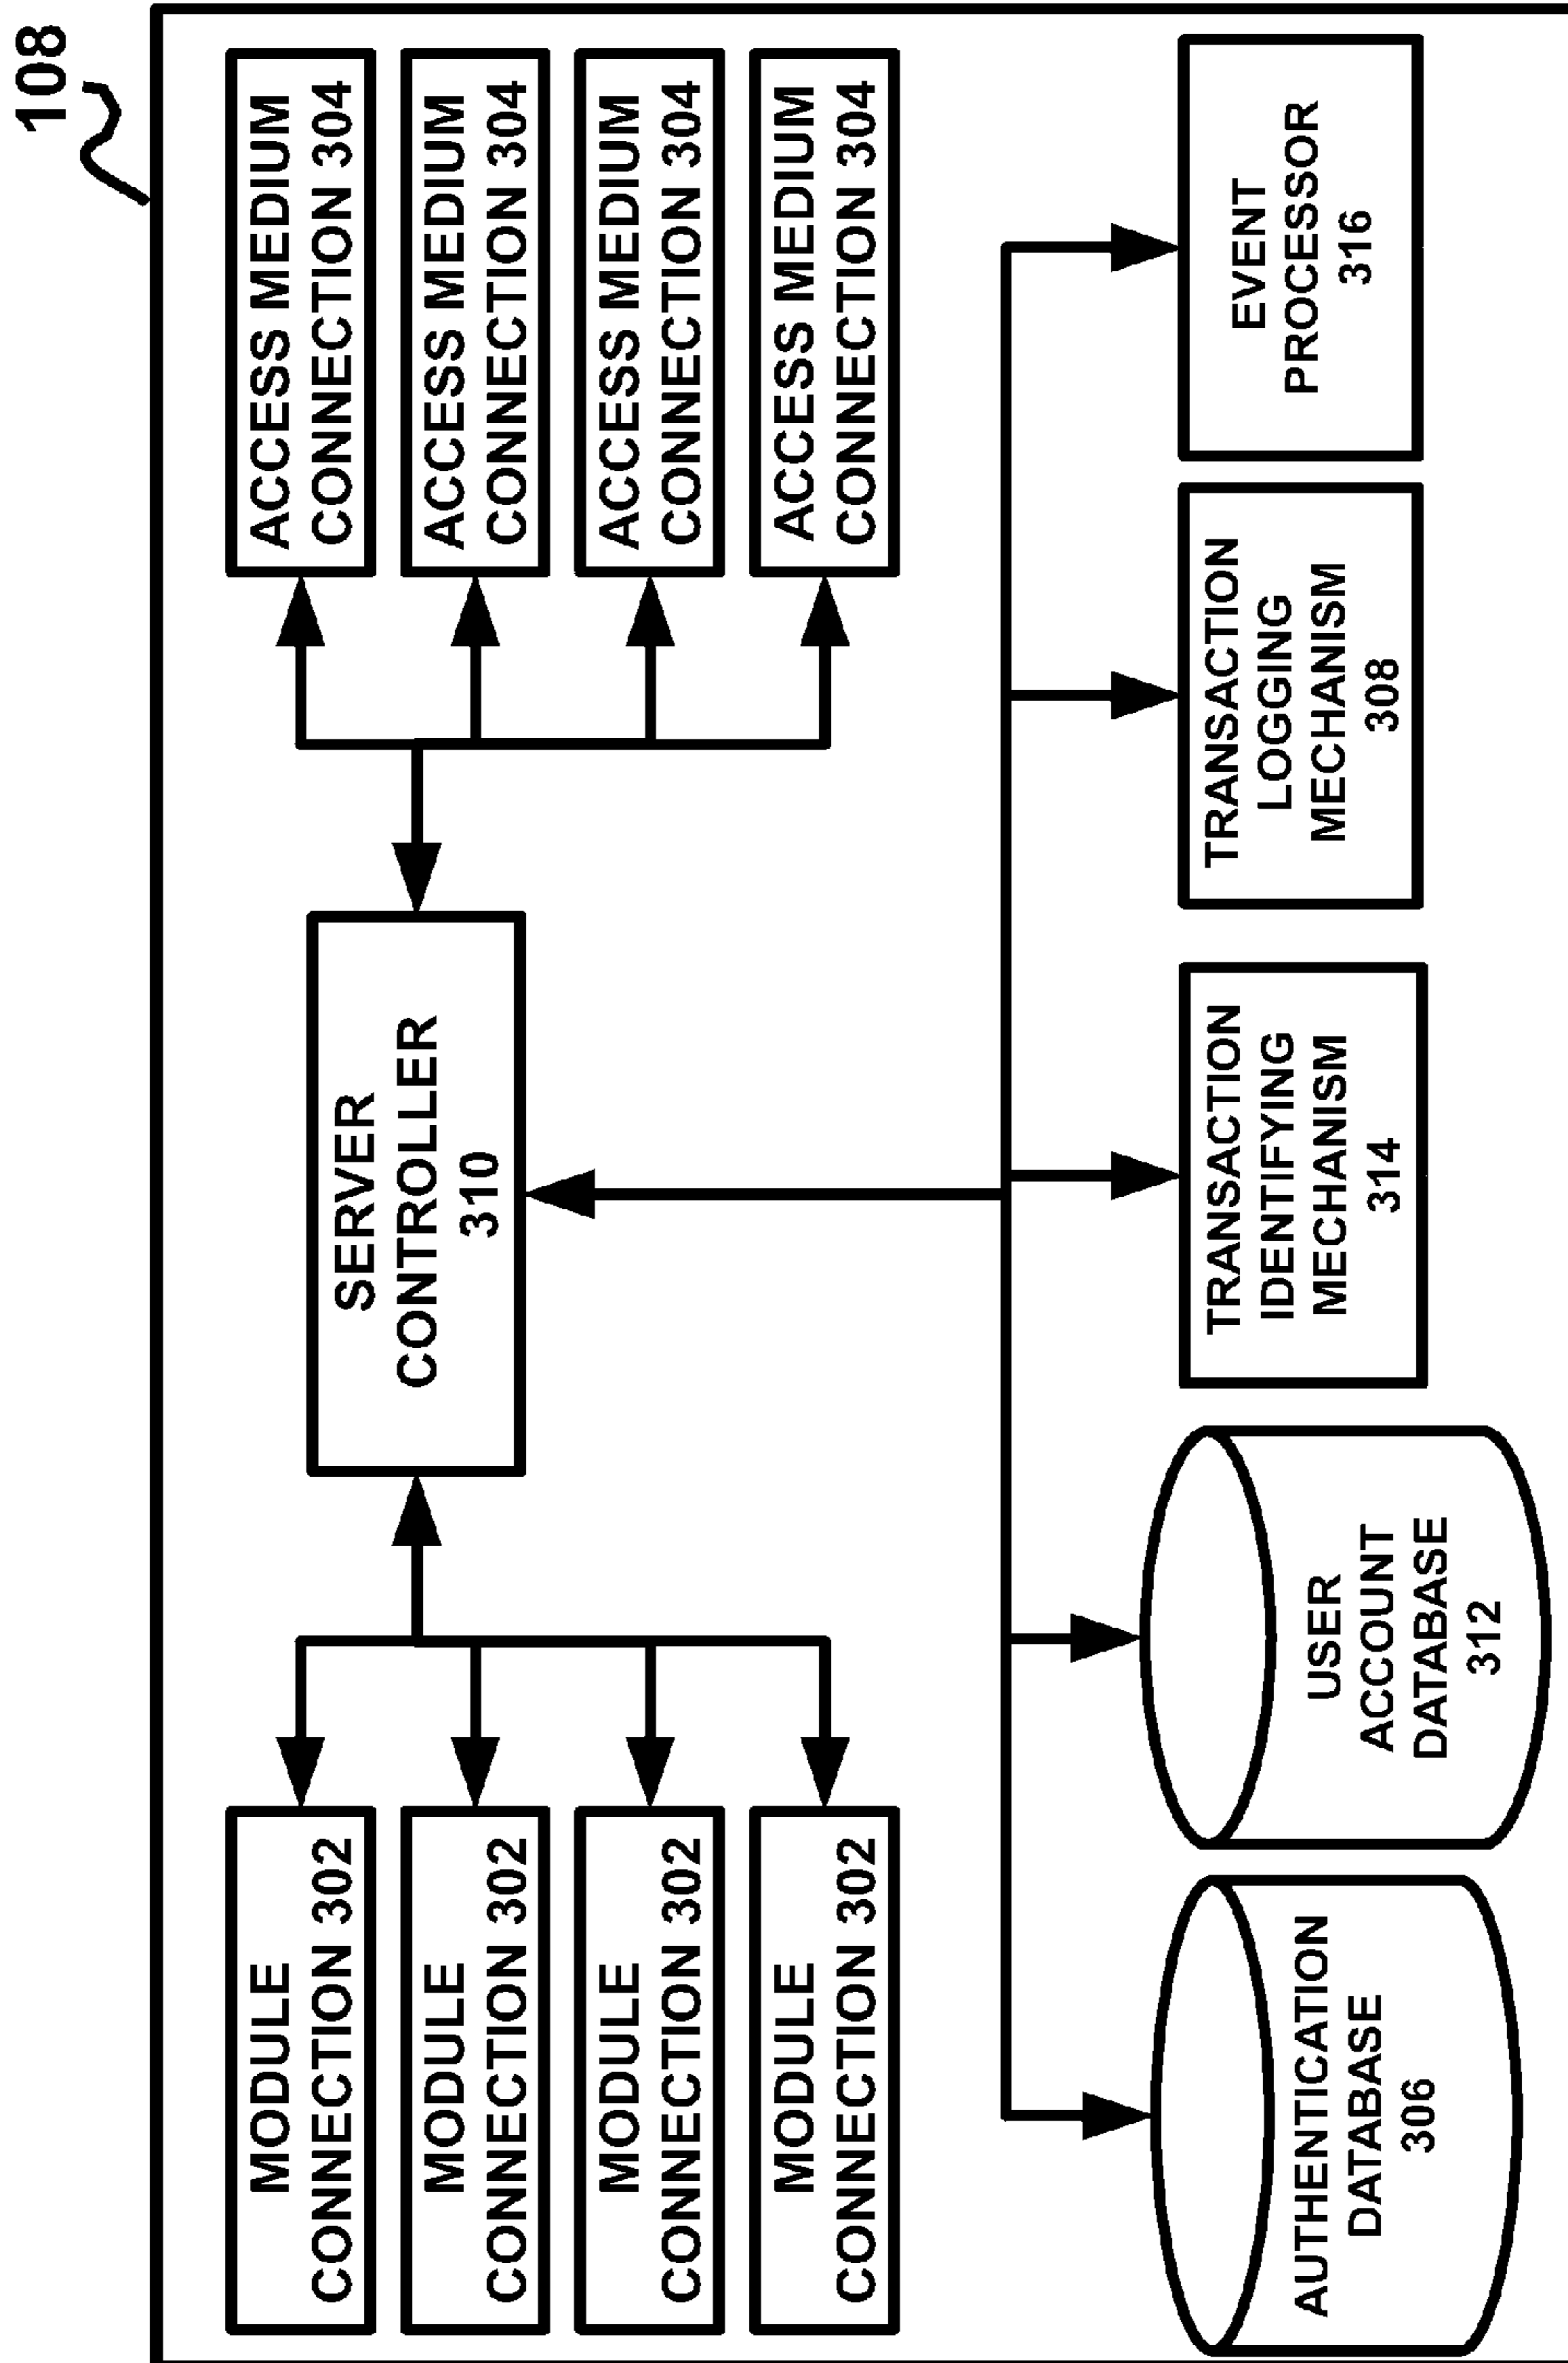 108
MODULE
CONNECTION 302
MODULE
CONNECTION 302
MODULE
CONNECTION 302
MODULE
CONNECTION 302
SERVER
CONTROLLER
310
ACCESS MEDIUM
CONNECTION 304
ACCESS MEDIUM
CONNECTION 304
ACCESS MEDIUM
CONNECTION 304
ACCESS MEDIUM
CONNECTION 304
AUTHENTICATION
DATABASE
306
USER
ACCOUNT
DATABASE
312
TRANSACTION
IDENTIFYING
MECHANISM
314
TRANSACTION
LOGGING
MECHANISM
308
EVENT
PROCESSOR
316